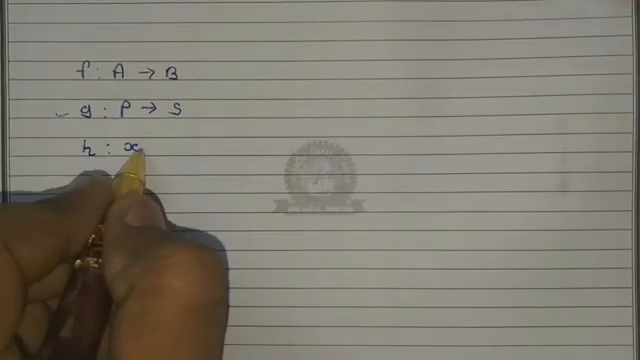 f : A → B
g : P → S
h : x